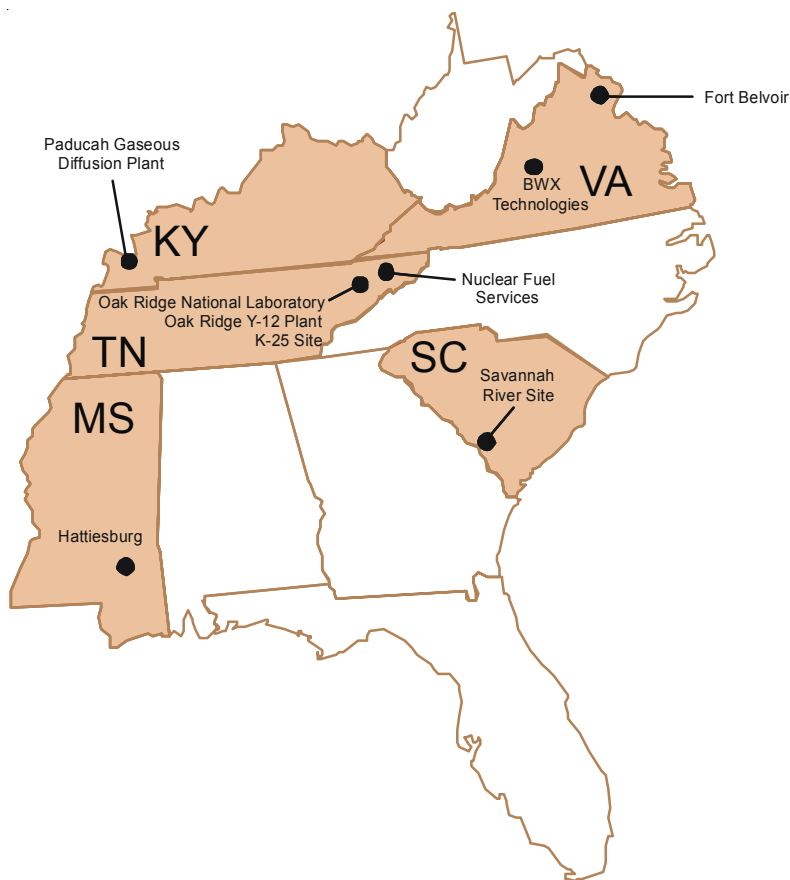 Fort Belvoir
Paducah Gaseous
Diffusion Plant
BWX
Technologies
VA
KY
Nuclear Fuel
Services
Oak Ridge National Laboratory
Oak Ridge Y-12 Plant
K-25 Site
TN
SC
Savannah
River Site
MS
Hattiesburg